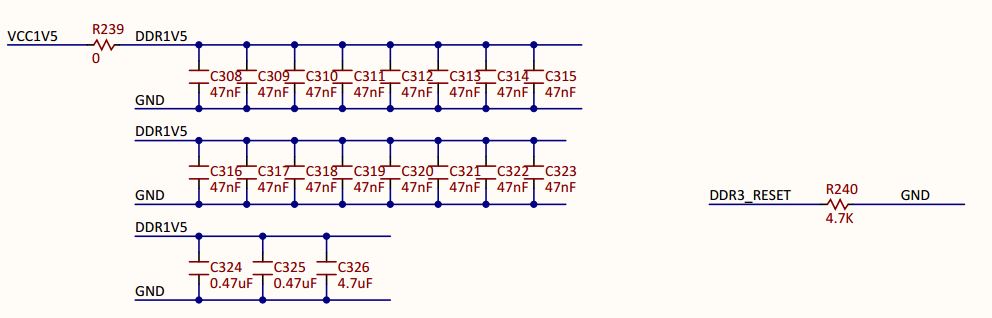 R239
VCC1V5 DDR1V5
0
C308 C309 C310 C311 C312 C313 C314 C315
47nF 47nF 47nF 47nF 47nF 47nF 47nF 47nF
GND
DDR1V5
C316 C317 C318 C319 C320 C321 C322 C323
47nF 47nF 47nF 47nF 47nF 47nF 47nF 47nF
GND
DDR1V5
C324 C325 C326
0.47uF 0.47uF 4.7uF
GND
R240
DDR3_RESET GND
4.7K